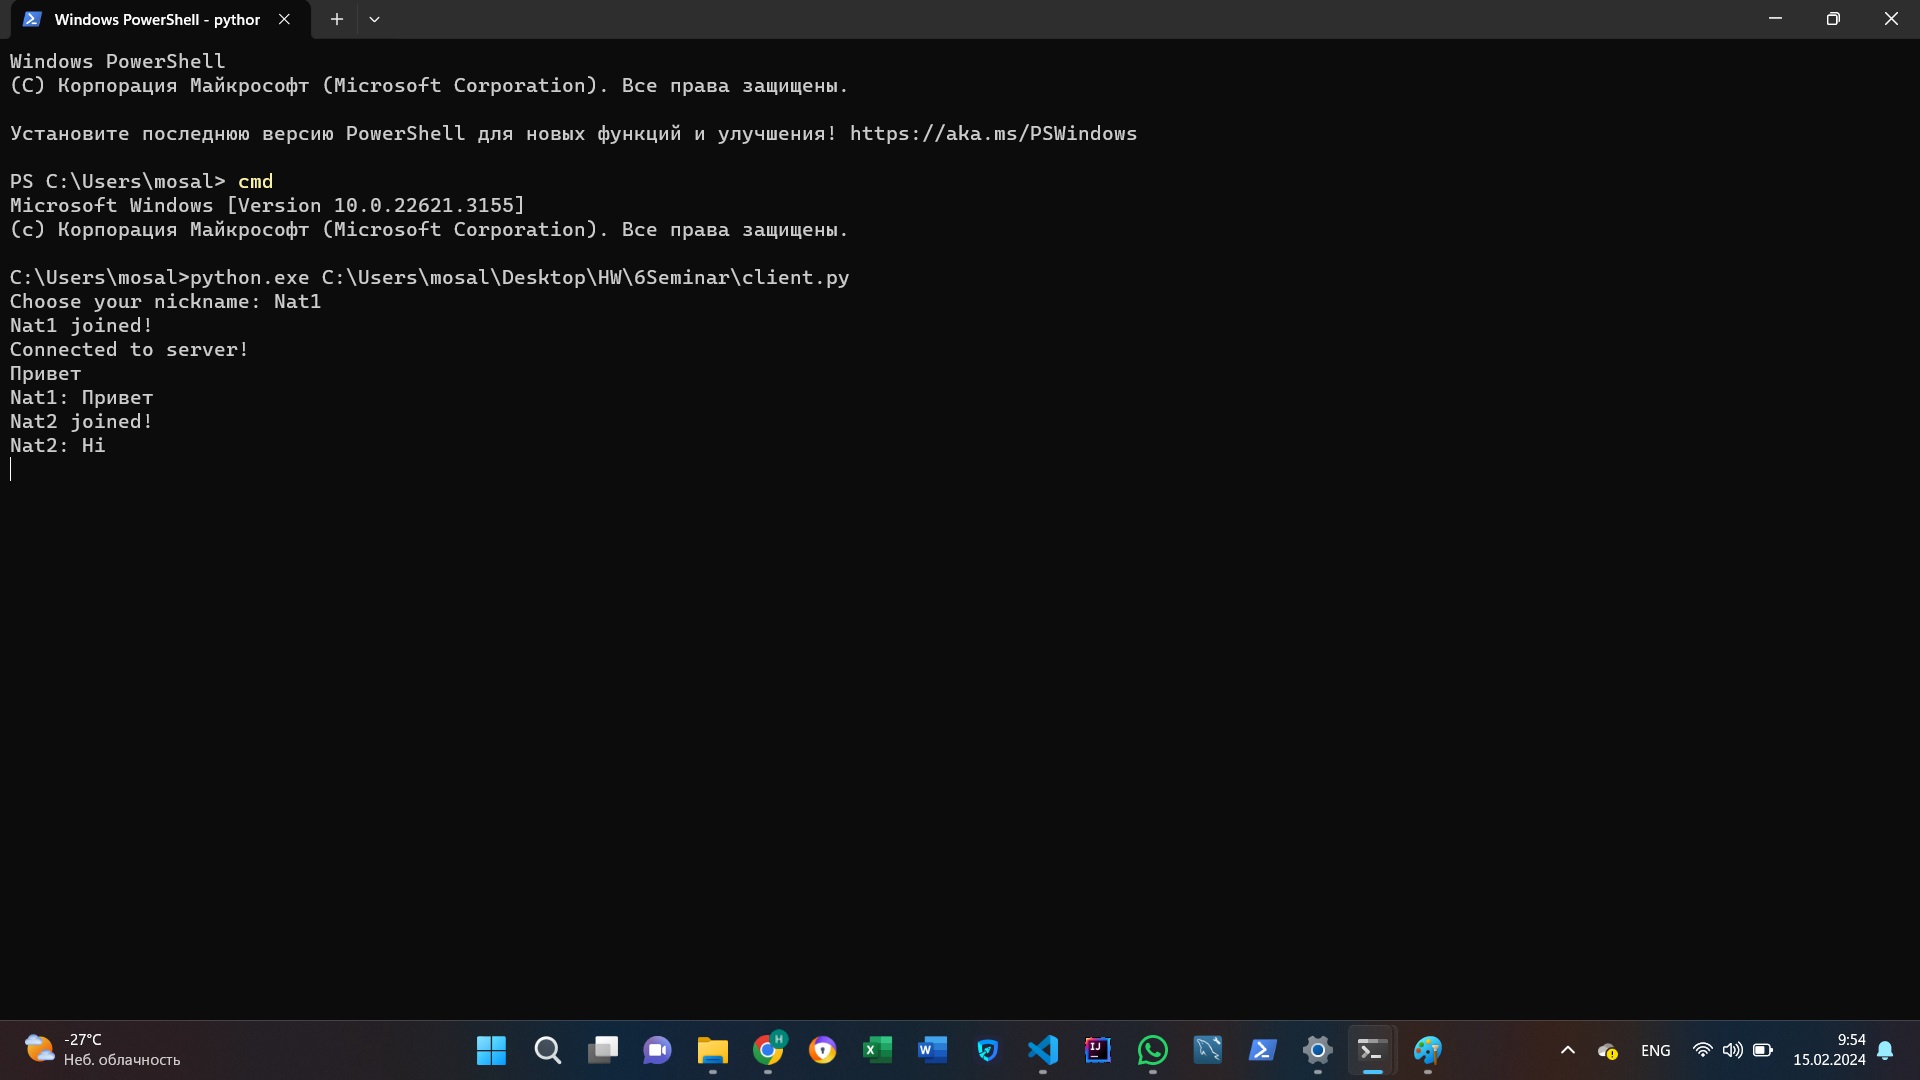 Windows PowerShell - pythor
Windows PowerShell
(C) Корпорация Майкрософт (Microsoft Corporation). Все права защищены.
Установите последнюю версию PowerShell для новых функций и улучшения! https://aka.ms/PSWindows
PS C:\Users\mosal> cmd
Microsoft Windows [Version 10.0.22621.3155]
(c) Корпорация Майкрософт (Microsoft Corporation). Все права защищены.
C:\Users\mosal>python.exe C:\Users\mosal\Desktop\HW\6Seminar\client.py
Choose your nickname: Nat1
Nat1 joined!
Connected to server!
Привет
Nat1: Привет
Nat2 joined!
Nat2: Hi
-27°C
Неб. облачность
ENG
9:54
15.02.2024